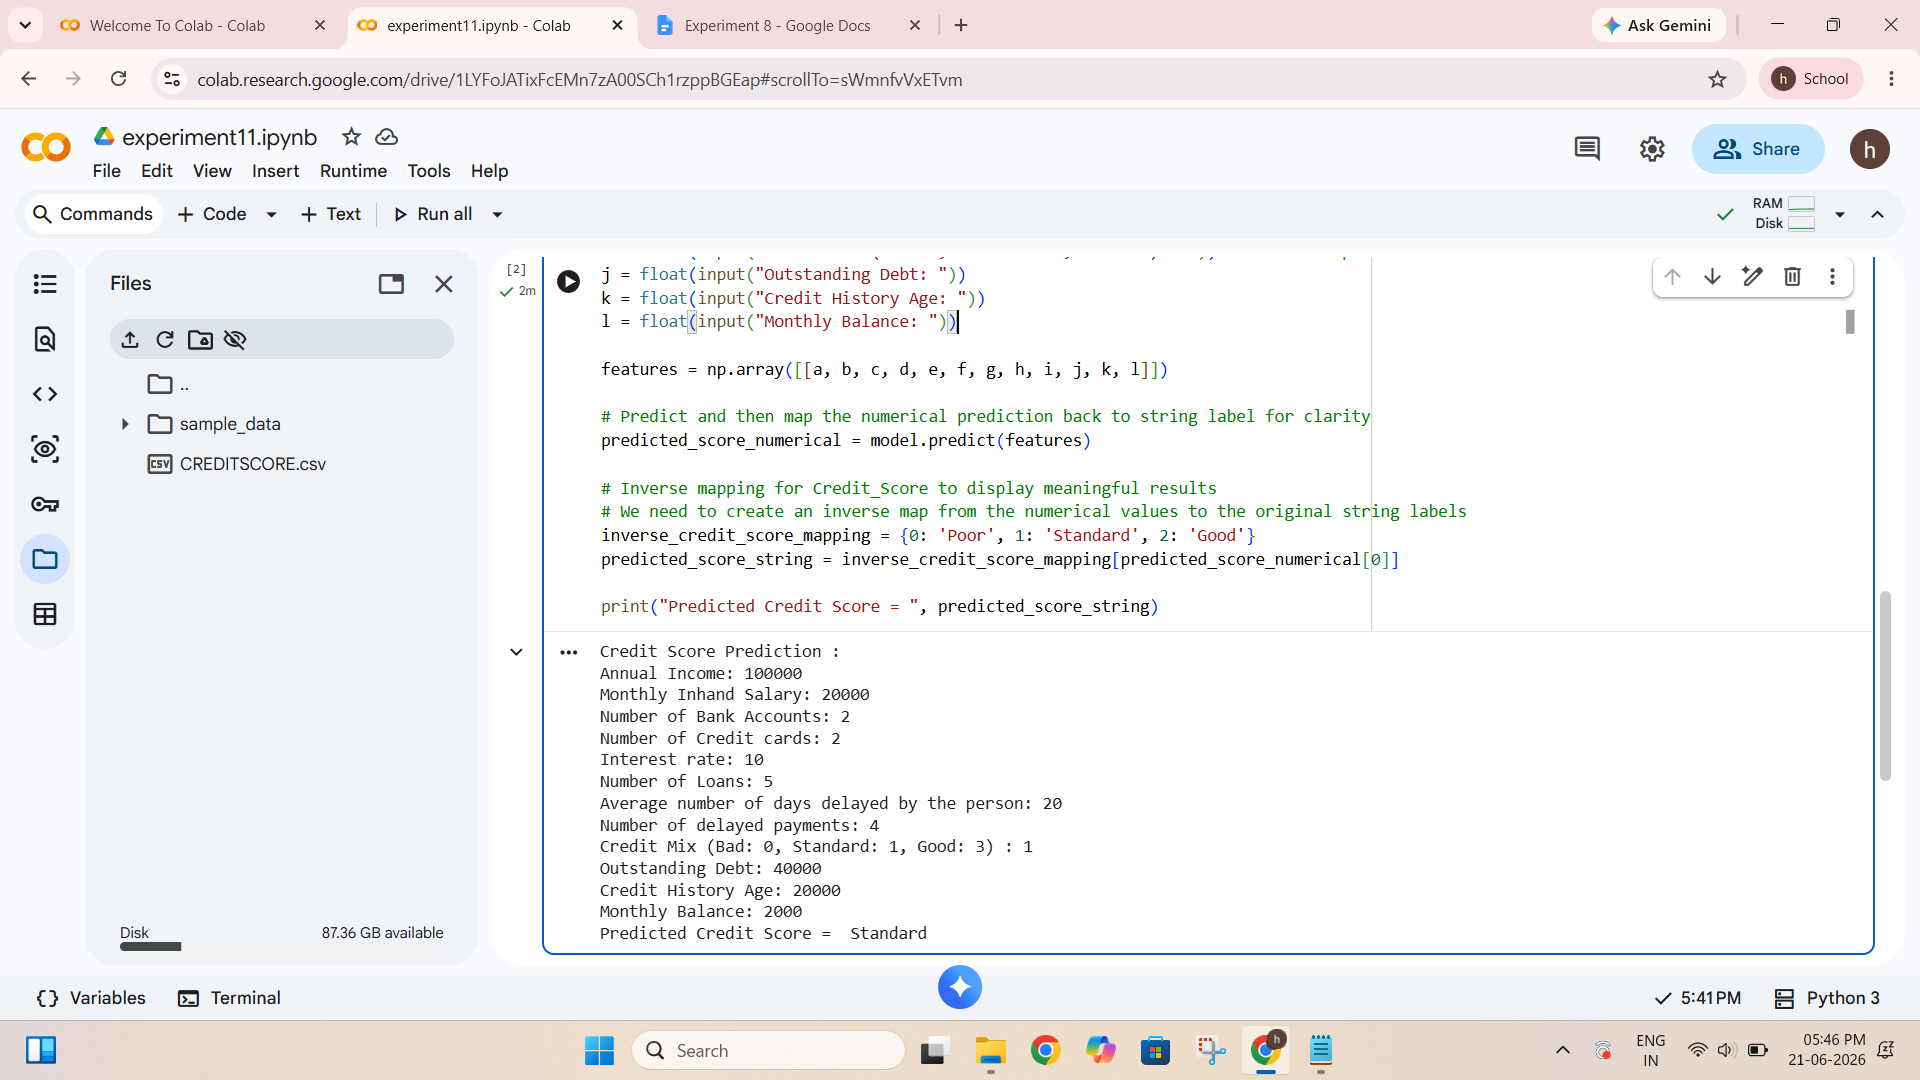 Welcome To Colab - Colab
experiment11.ipynb - Colab
Experiment 8 - Google Docs
Ask Gemini
colab.research.google.com/drive/1LYFoJATixFcEMn7zA00SCh1rzppBGEap#scrollTo=sWmnfvVxETvm
h School
experiment11.ipynb
File Edit View Insert Runtime Tools Help
Share
h
Commands + Code + Text Run all
RAM
Disk
Files
..
sample_data
CSV CREDITSCORE.csv
Disk 87.36 GB available
[2]
2m
j = float(input("Outstanding Debt: "))
k = float(input("Credit History Age: "))
l = float(input("Monthly Balance: "))
features = np.array([[a, b, c, d, e, f, g, h, i, j, k, l]])
# Predict and then map the numerical prediction back to string label for clarity
predicted_score_numerical = model.predict(features)
# Inverse mapping for Credit_Score to display meaningful results
# We need to create an inverse map from the numerical values to the original string labels
inverse_credit_score_mapping = {0: 'Poor', 1: 'Standard', 2: 'Good'}
predicted_score_string = inverse_credit_score_mapping[predicted_score_numerical[0]]
print("Predicted Credit Score = ", predicted_score_string)
Credit Score Prediction :
Annual Income: 100000
Monthly Inhand Salary: 20000
Number of Bank Accounts: 2
Number of Credit cards: 2
Interest rate: 10
Number of Loans: 5
Average number of days delayed by the person: 20
Number of delayed payments: 4
Credit Mix (Bad: 0, Standard: 1, Good: 3) : 1
Outstanding Debt: 40000
Credit History Age: 20000
Monthly Balance: 2000
Predicted Credit Score =  Standard
Variables
Terminal
5:41 PM
Python 3
Search
h
ENG
IN
05:46 PM
21-06-2026